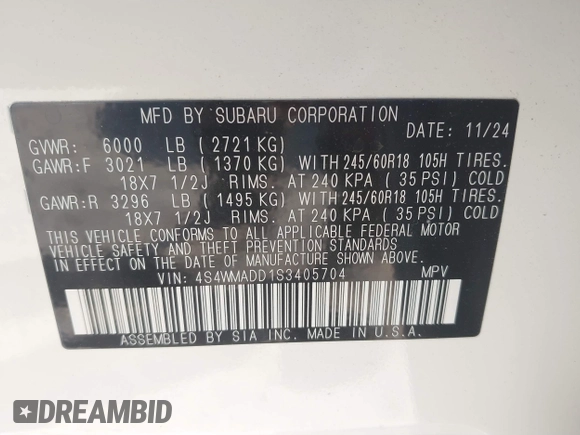 MFD BY SUBARU CORPORATION
DATE: 11/24
GVWR: 6000 LB ( 2721 KG)
GAWR:F 3021 LB ( 1370 KG) WITH 245/60R18 105H TIRES.
18X7 1/2J RIMS. AT 240 KPA ( 35 PSI) COLD
GAWR:R 3296 LB ( 1495 KG) WITH 245/60R18 105H TIRES.
18X7 1/2J RIMS. AT 240 KPA ( 35 PSI) COLD
THIS VEHICLE CONFORMS TO ALL APPLICABLE FEDERAL MOTOR
VEHICLE SAFETY AND THEFT PREVENTION STANDARDS
IN EFFECT ON THE DATE OF MANUFACTURE SHOWN ABOVE.
VIN: 4S4WMADD1S3405704 MPV
ASSEMBLED BY SIA INC. MADE IN U.S.A.
DREAMBID